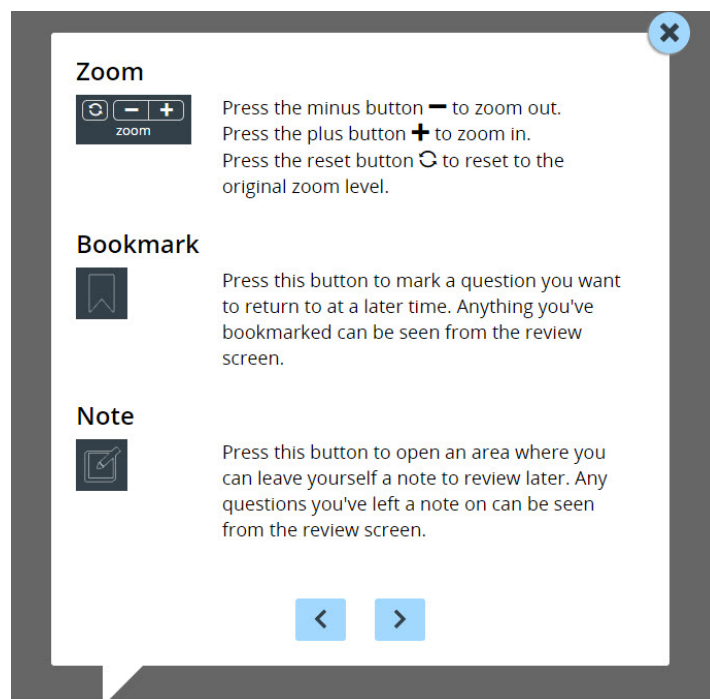 Zoom
zoom
Press the minus button to zoom out.
Press the plus button to zoom in.
Press the reset button to reset to the
original zoom level.
Bookmark
Press this button to mark a question you want
to return to at a later time. Anything you've
bookmarked can be seen from the review
screen.
Note
Press this button to open an area where you
can leave yourself a note to review later. Any
questions you've left a note on can be seen
from the review screen.